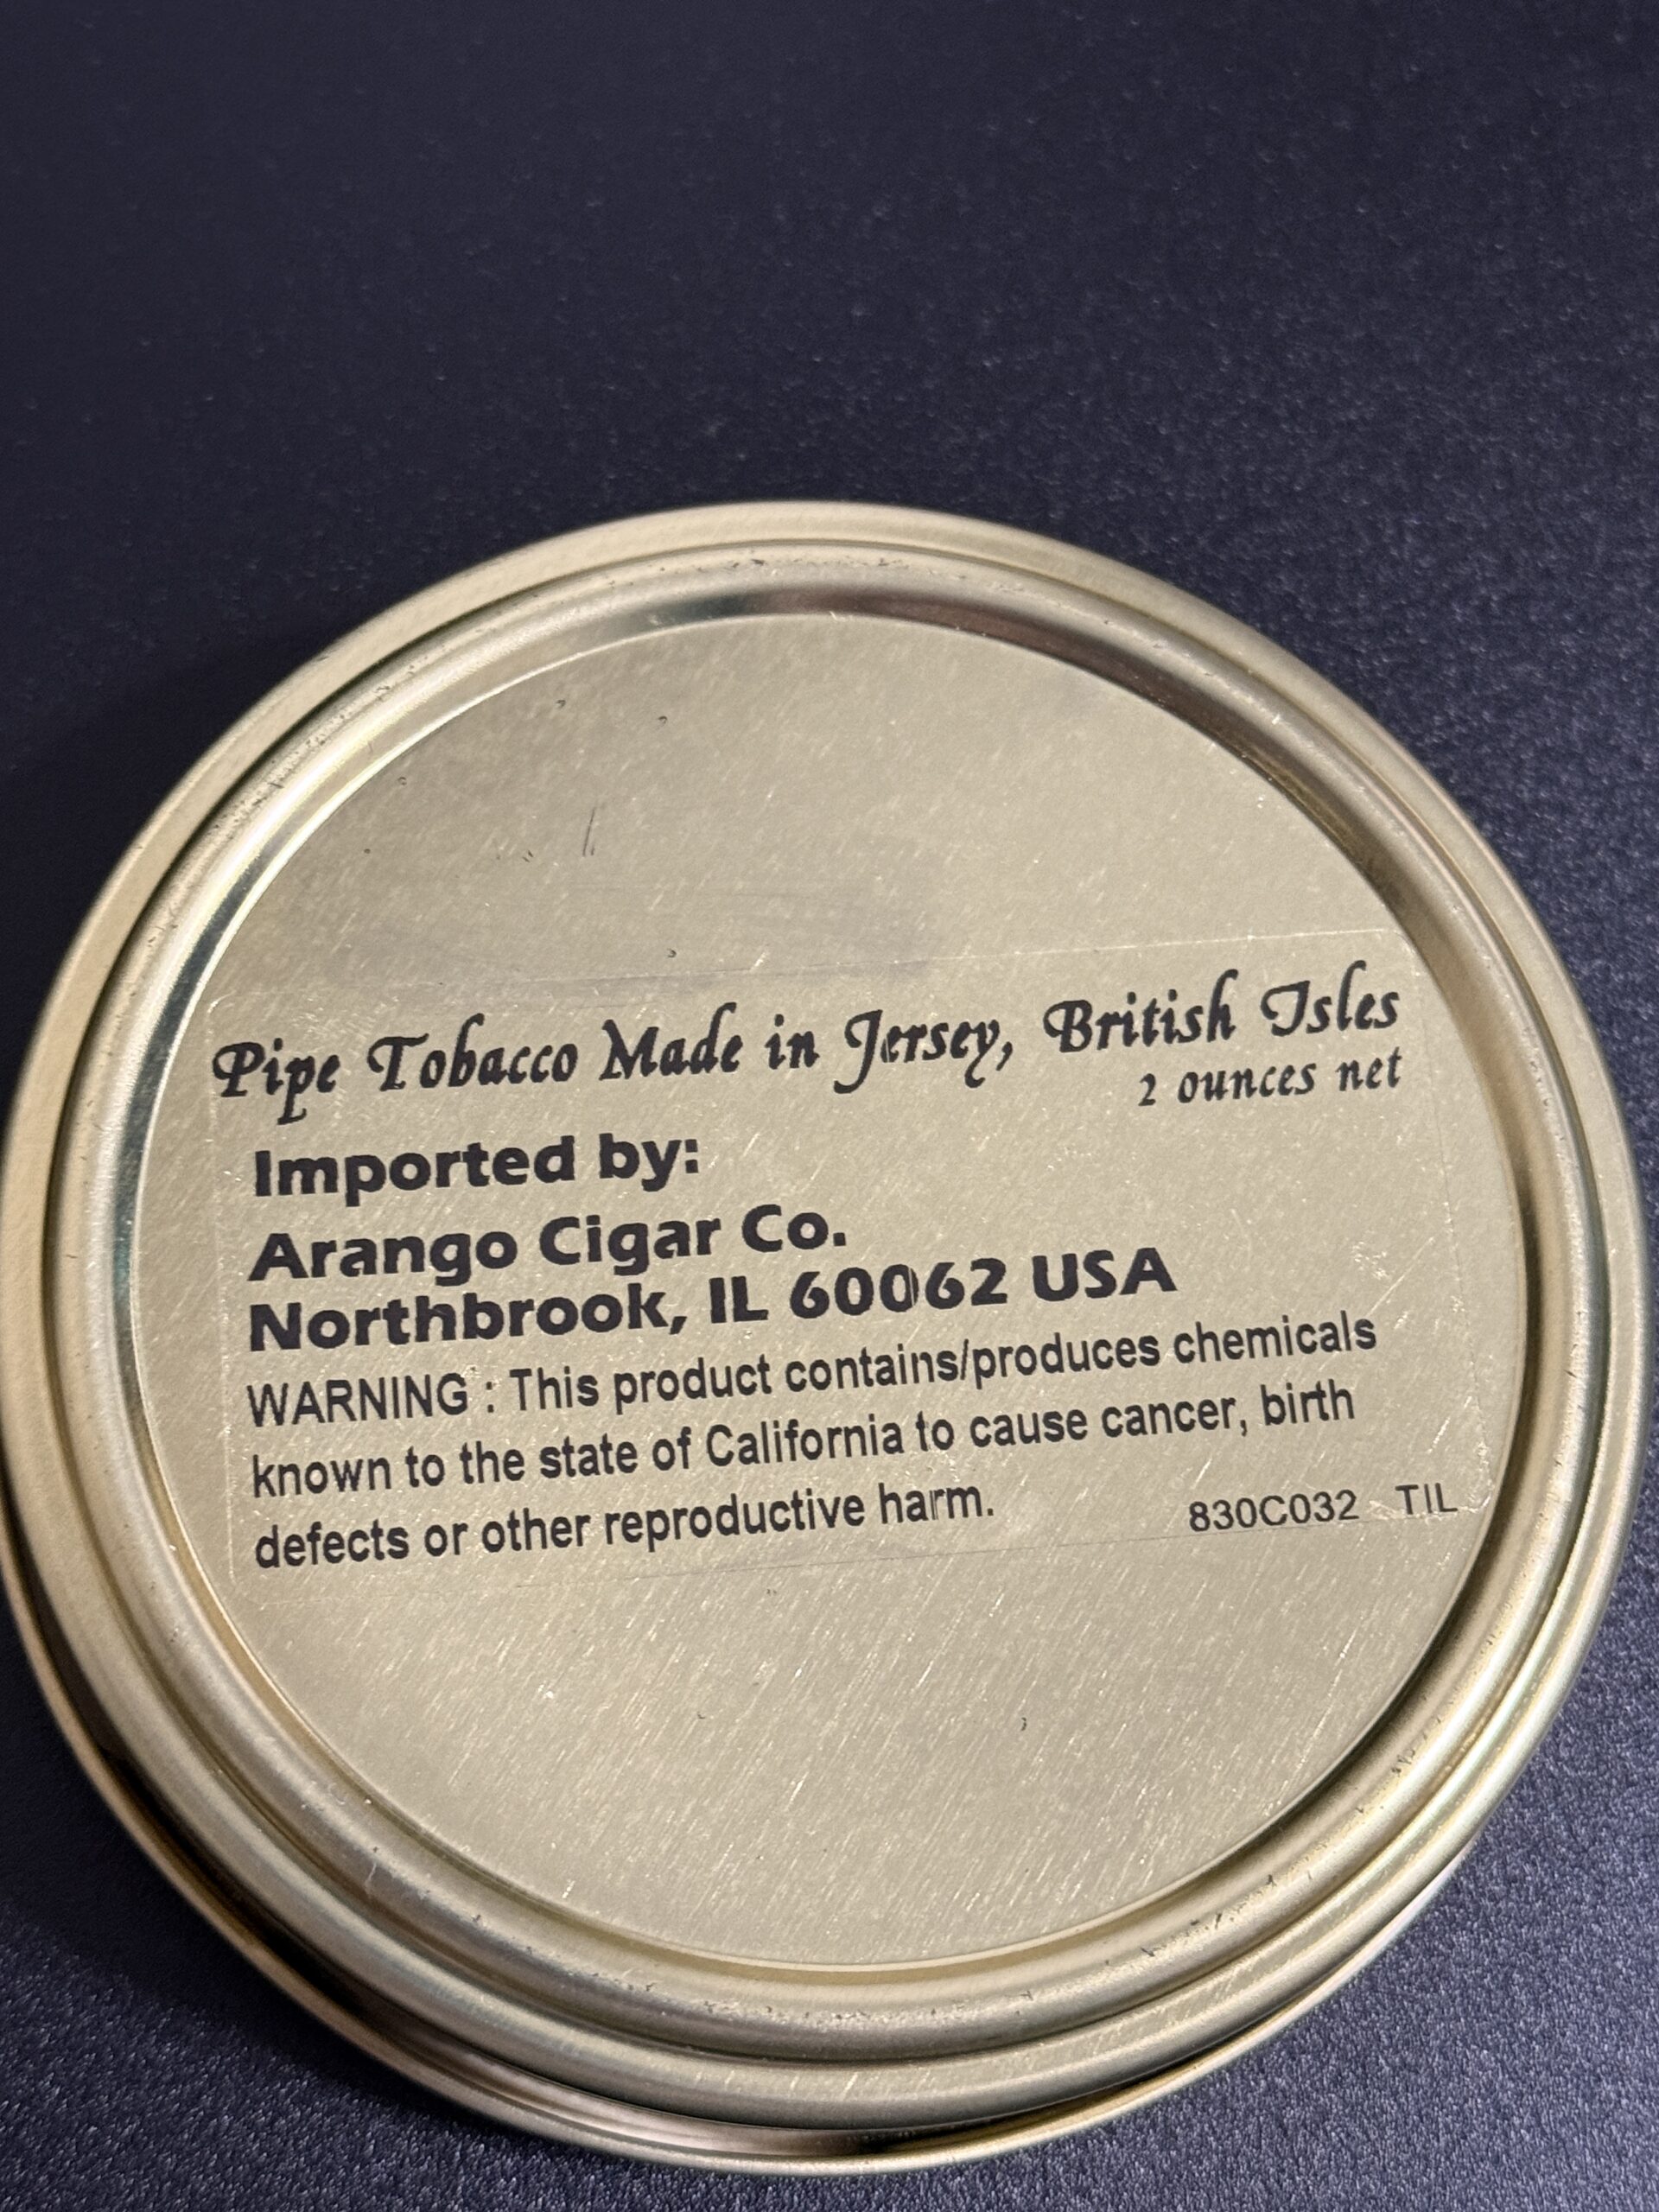 Pipe Tobacco Made in Jersey, British Isles
2 ounces net
Imported by:
Arango Cigar Co.
Northbrook, IL 60062 USA
WARNING : This product contains/produces chemicals
known to the state of California to cause cancer, birth
defects or other reproductive harm.
830C032 TIL